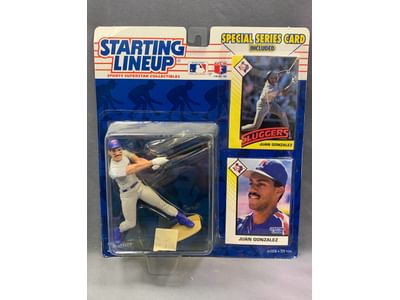 STARTING
LINEUP
SPORTS SUPERSTAR COLLECTIBLES
SPECIAL SERIES CARD
INCLUDED
SLUGGERS
JUAN GONZALEZ
JUAN GONZALEZ